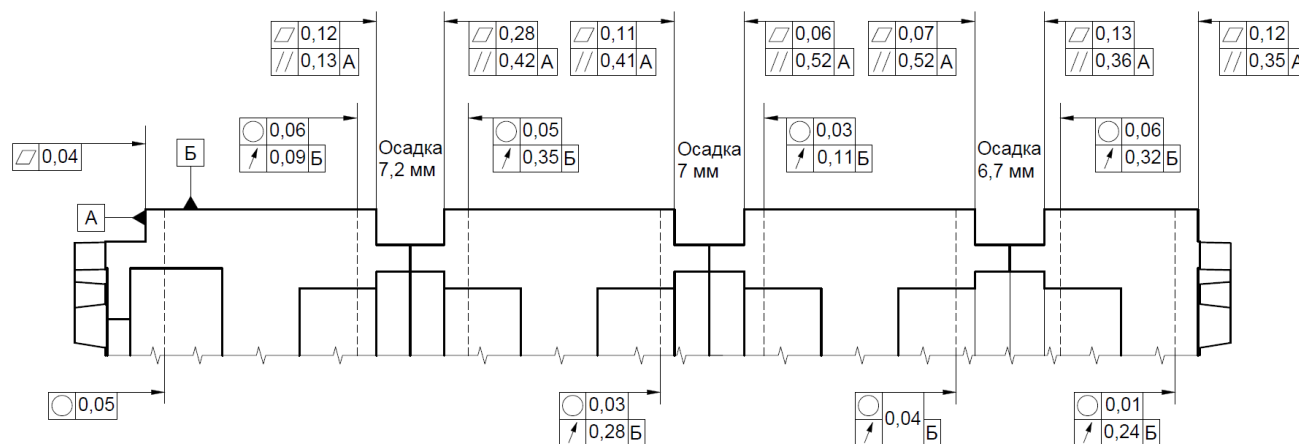 0,12
0,13 А
0,28
0,42 А
0,11
0,41 А
0,06
0,52 А
0,07
0,52 А
0,13
0,36 А
0,12
0,35 А
0,06
0,09 Б
0,05
0,35 Б
0,03
0,11 Б
0,06
0,32 Б
0,04
Б
А
Осадка
7,2 мм
Осадка
7 мм
Осадка
6,7 мм
0,05
0,03
0,28 Б
0,04
Б
0,01
0,24 Б